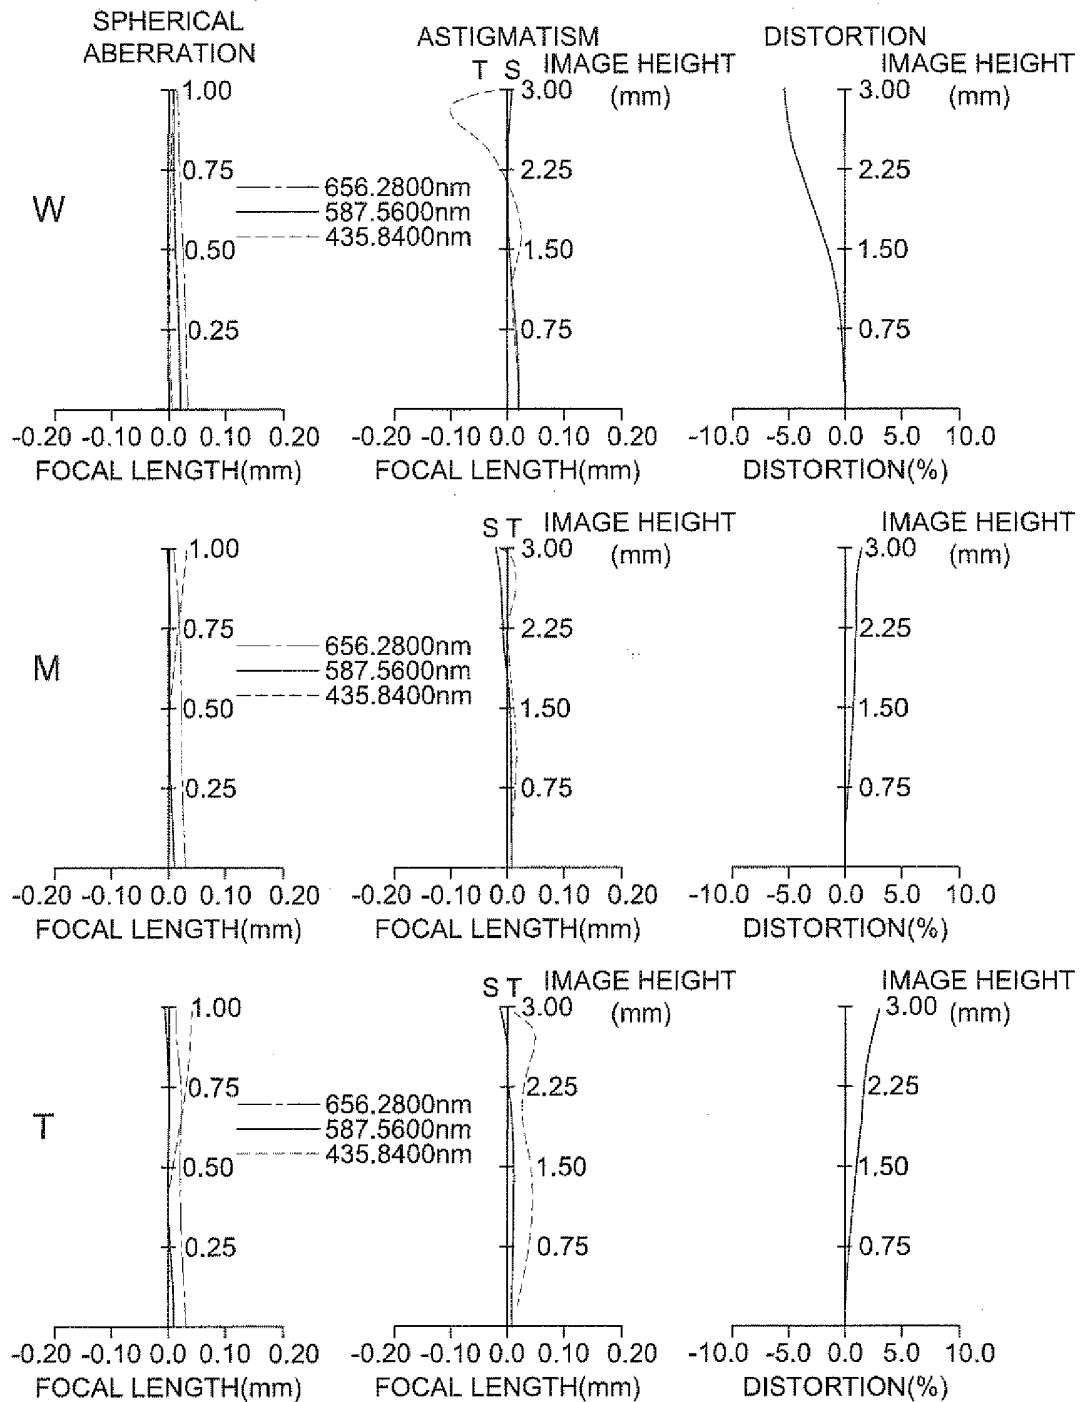 SPHERICAL
ABERRATION
ASTIGMATISM
DISTORTION
T S IMAGE HEIGHT
(mm)
IMAGE HEIGHT
(mm)
W
1.00
0.75
0.50
0.25
656.2800nm
587.5600nm
435.8400nm
3.00
2.25
1.50
0.75
3.00
2.25
1.50
0.75
-0.20 -0.10 0.0 0.10 0.20
FOCAL LENGTH(mm)
-0.20 -0.10 0.0 0.10 0.20
FOCAL LENGTH(mm)
-10.0 -5.0 0.0 5.0 10.0
DISTORTION(%)
S T IMAGE HEIGHT
(mm)
IMAGE HEIGHT
(mm)
M
1.00
0.75
0.50
0.25
656.2800nm
587.5600nm
435.8400nm
3.00
2.25
1.50
0.75
3.00
2.25
1.50
0.75
-0.20 -0.10 0.0 0.10 0.20
FOCAL LENGTH(mm)
-0.20 -0.10 0.0 0.10 0.20
FOCAL LENGTH(mm)
-10.0 -5.0 0.0 5.0 10.0
DISTORTION(%)
S T IMAGE HEIGHT
(mm)
IMAGE HEIGHT
(mm)
T
1.00
0.75
0.50
0.25
656.2800nm
587.5600nm
435.8400nm
3.00
2.25
1.50
0.75
3.00
2.25
1.50
0.75
-0.20 -0.10 0.0 0.10 0.20
FOCAL LENGTH(mm)
-0.20 -0.10 0.0 0.10 0.20
FOCAL LENGTH(mm)
-10.0 -5.0 0.0 5.0 10.0
DISTORTION(%)